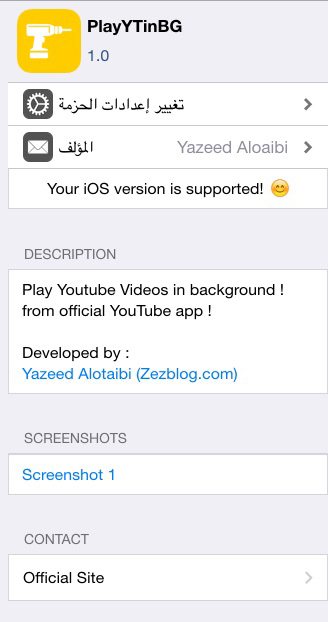 PlayYTinBG
1.0
تغيير إعدادات الحزمة
المؤلف Yazeed Aloaibi
Your iOS version is supported! 😊
DESCRIPTION
Play Youtube Videos in background !
from official YouTube app !
Developed by :
Yazeed Alotaibi (Zezblog.com)
SCREENSHOTS
Screenshot 1
CONTACT
Official Site